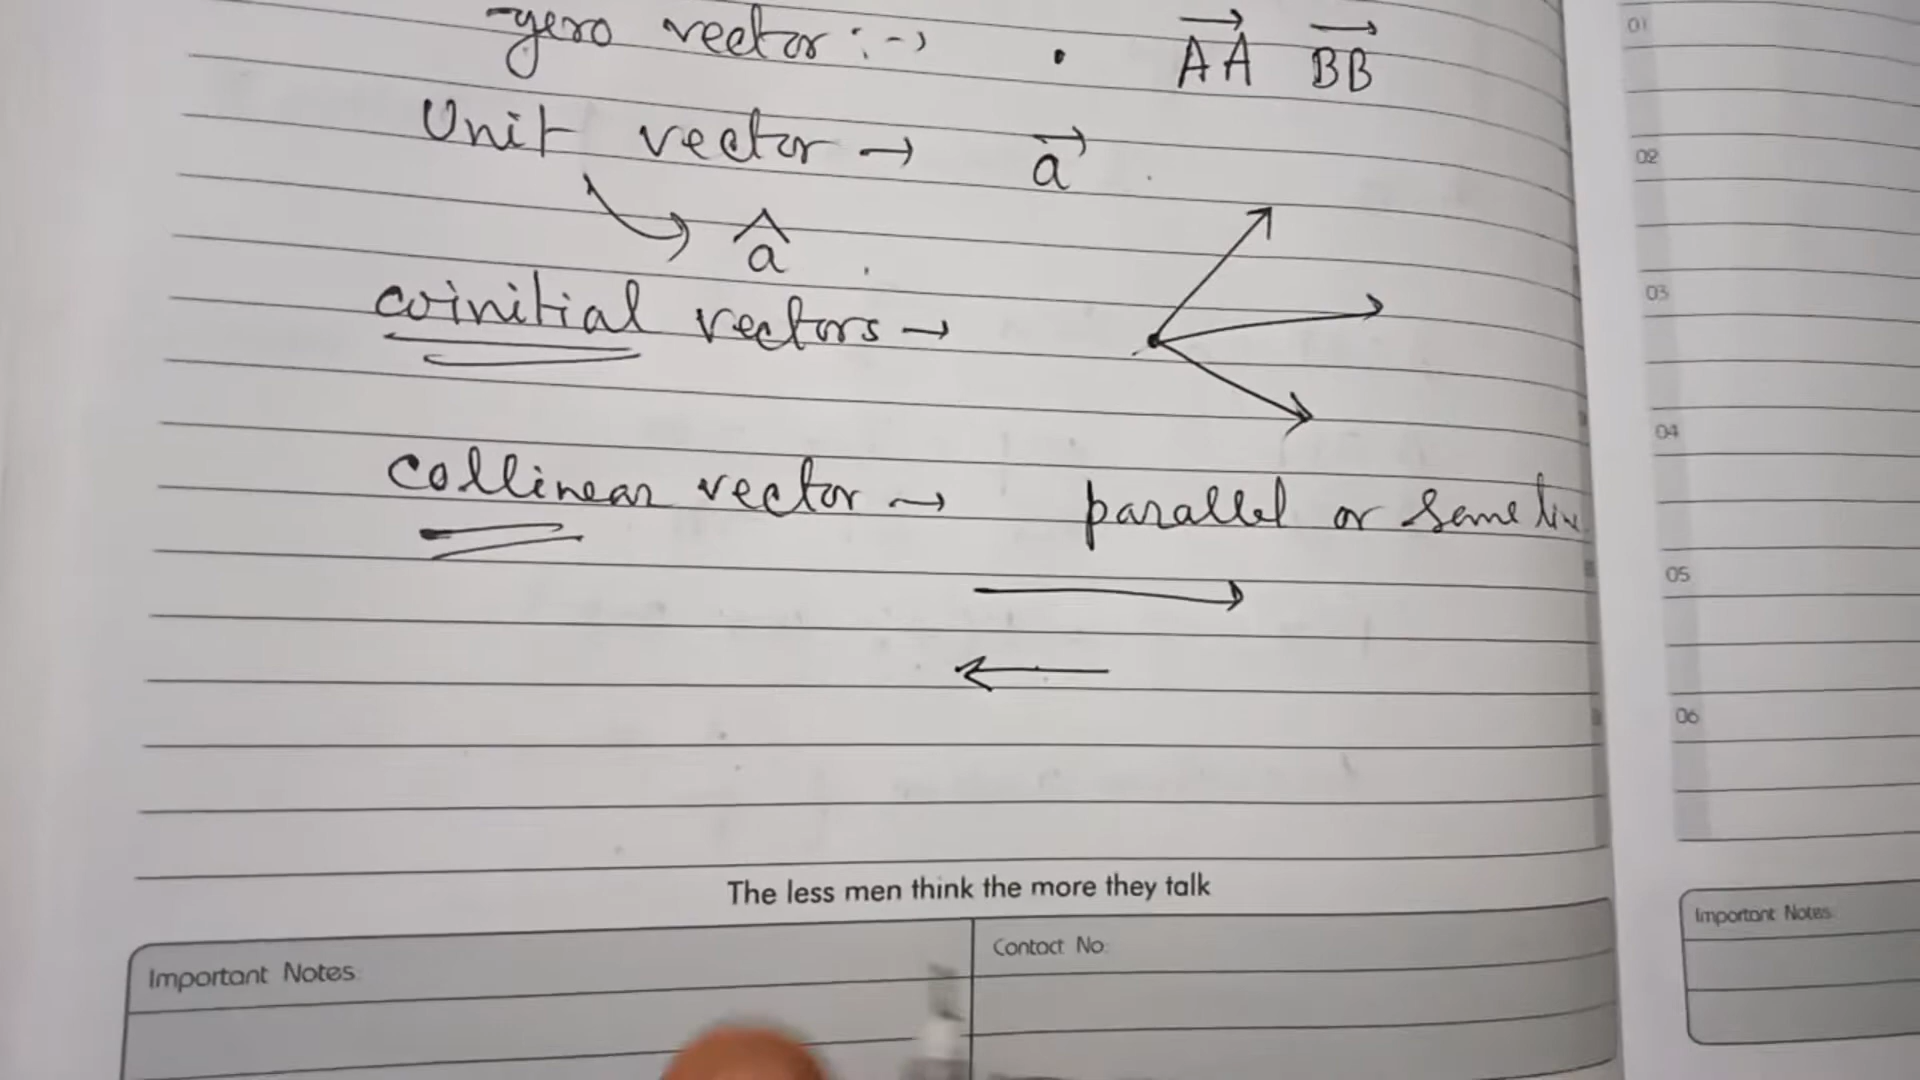 zero vector :-→ . AA BB
Unit vector → a
â
coinitial vectors →
collinear vector → parallel or same
The less men think the more they talk
Important Notes:
Contact No:
01
02
03
04
05
06
Important Notes: